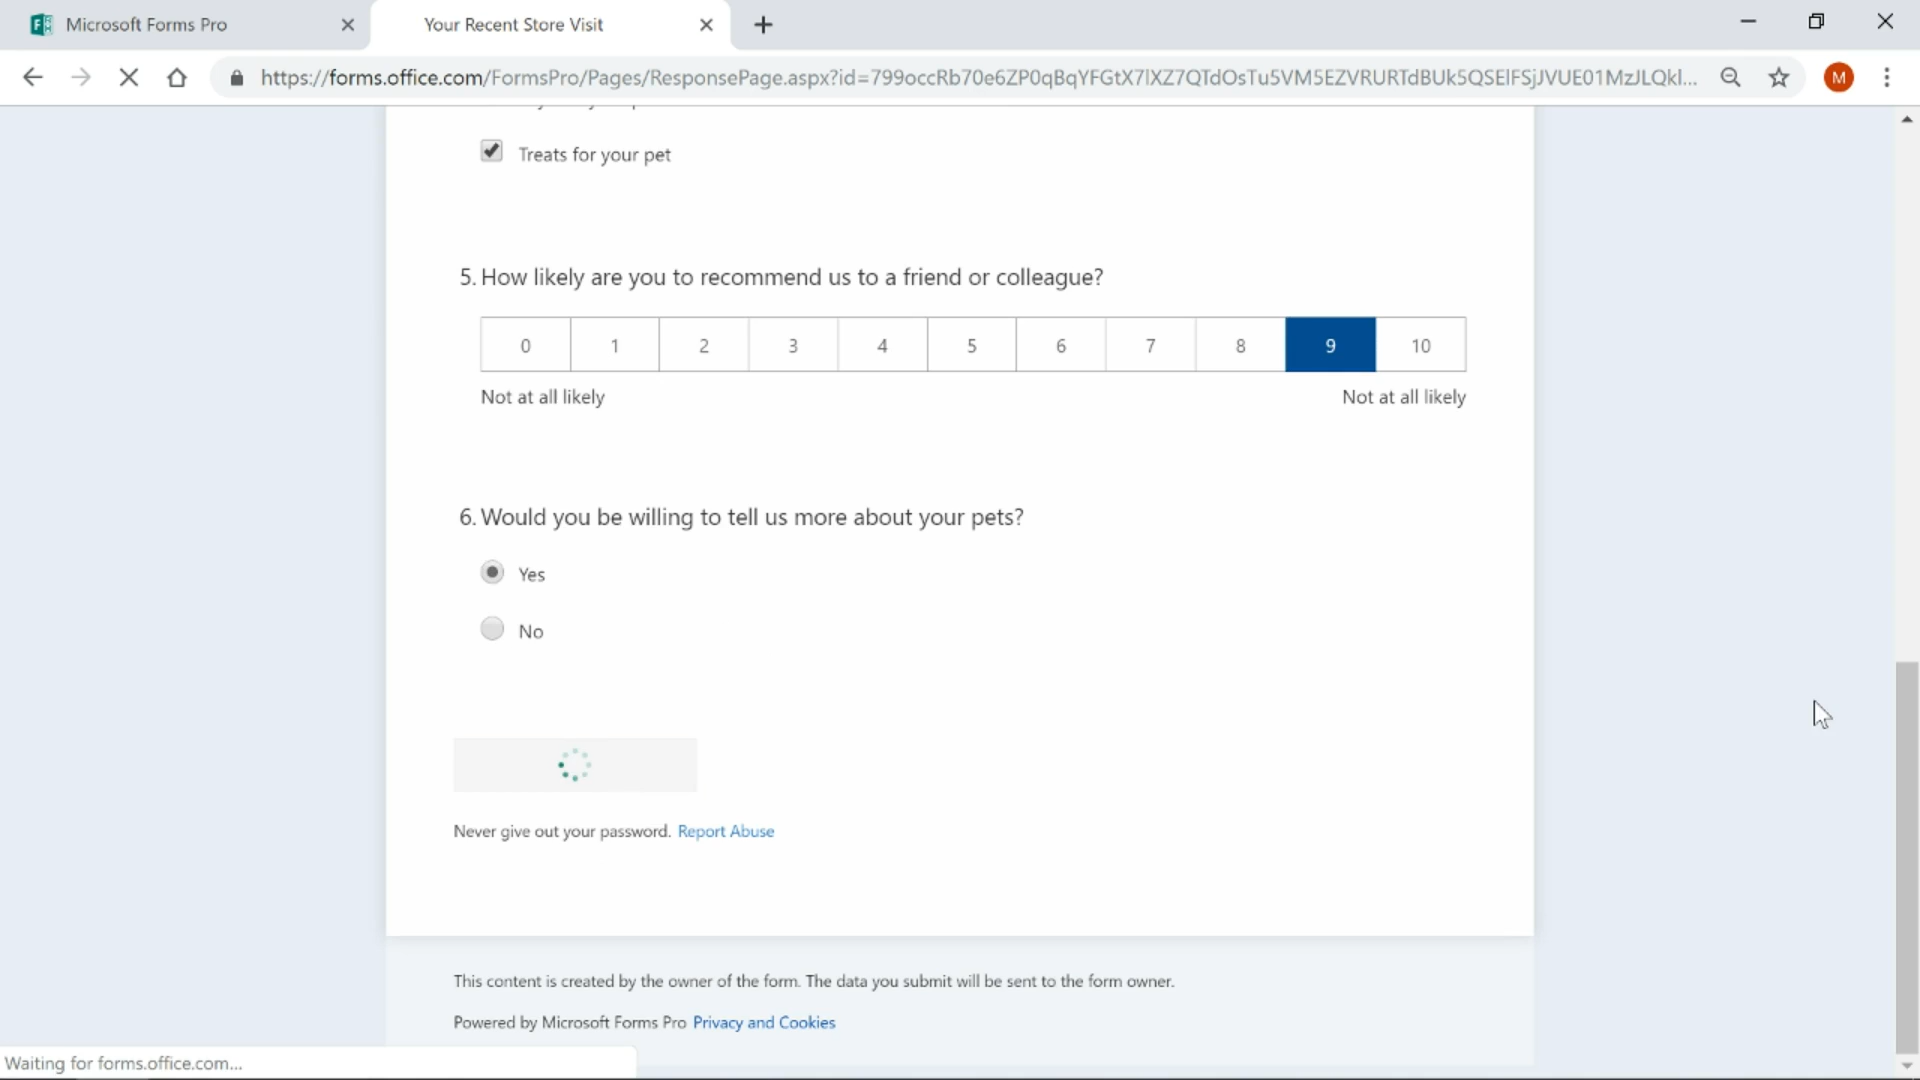 Microsoft Forms Pro
Your Recent Store Visit
https://forms.office.com/FormsPro/Pages/ResponsePage.aspx?id=799occRb70e6ZP0qBqYFGtX7lXZ7QTdOsTu5VM5EZVRURTdBUk5QSElFSjJVUE01MzJLQkl...
M
Treats for your pet
5. How likely are you to recommend us to a friend or colleague?
0 1 2 3 4 5 6 7 8 9 10
Not at all likely Not at all likely
6. Would you be willing to tell us more about your pets?
Yes
No
Never give out your password. Report Abuse
This content is created by the owner of the form. The data you submit will be sent to the form owner.
Powered by Microsoft Forms Pro Privacy and Cookies
Waiting for forms.office.com...